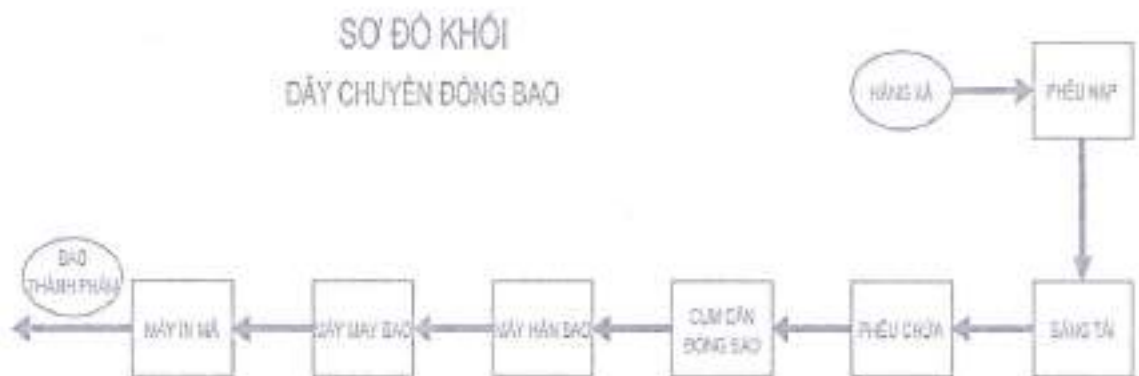 SƠ ĐỒ KHỐI
DÂY CHUYỀN ĐÓNG BAO
HÀNG XÁ
PHỄU NẠP
BAO
THÀNH PHẨM
MÁY IN MÃ
MÁY MAY BAO
MÁY HÀN BAO
CỤM CÂN
ĐÓNG BAO
PHỄU CHỨA
BĂNG TẢI